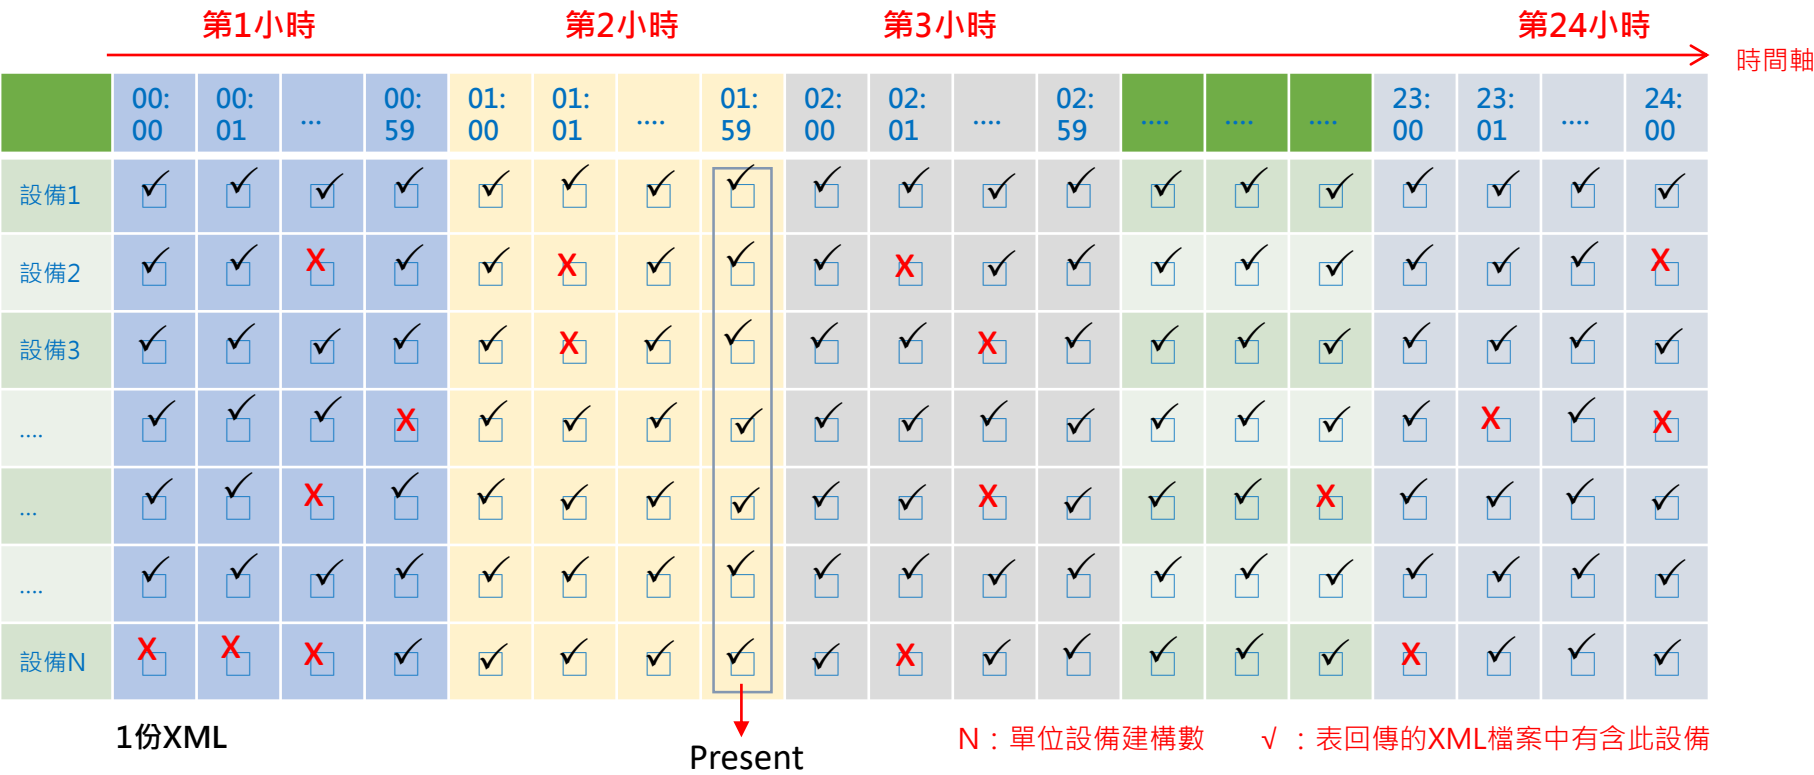 第1小時 第2小時 第3小時 第24小時
時間軸
00:00 00:01 ... 00:59 01:00 01:01 .... 01:59 02:00 02:01 .... 02:59 .... .... .... 23:00 23:01 .... 24:00
設備1 ✓ ✓ ✓ ✓ ✓ ✓ ✓ ✓ ✓ ✓ ✓ ✓ ✓ ✓ ✓ ✓ ✓ ✓ ✓
設備2 ✓ ✓ X ✓ ✓ X ✓ ✓ ✓ X ✓ ✓ ✓ ✓ ✓ ✓ ✓ ✓ X
設備3 ✓ ✓ ✓ ✓ ✓ X ✓ ✓ ✓ ✓ X ✓ ✓ ✓ ✓ ✓ ✓ ✓ ✓
.... ✓ ✓ ✓ X ✓ ✓ ✓ ✓ ✓ ✓ ✓ ✓ ✓ ✓ ✓ ✓ X ✓ X
... ✓ ✓ X ✓ ✓ ✓ ✓ ✓ ✓ ✓ X ✓ ✓ ✓ X ✓ ✓ ✓ ✓
.... ✓ ✓ ✓ ✓ ✓ ✓ ✓ ✓ ✓ ✓ ✓ ✓ ✓ ✓ ✓ ✓ ✓ ✓ ✓
設備N X X X ✓ ✓ ✓ ✓ ✓ ✓ X ✓ ✓ ✓ ✓ ✓ X ✓ ✓ ✓
1份XML
Present
N：單位設備建構數 √ ：表回傳的XML檔案中有含此設備